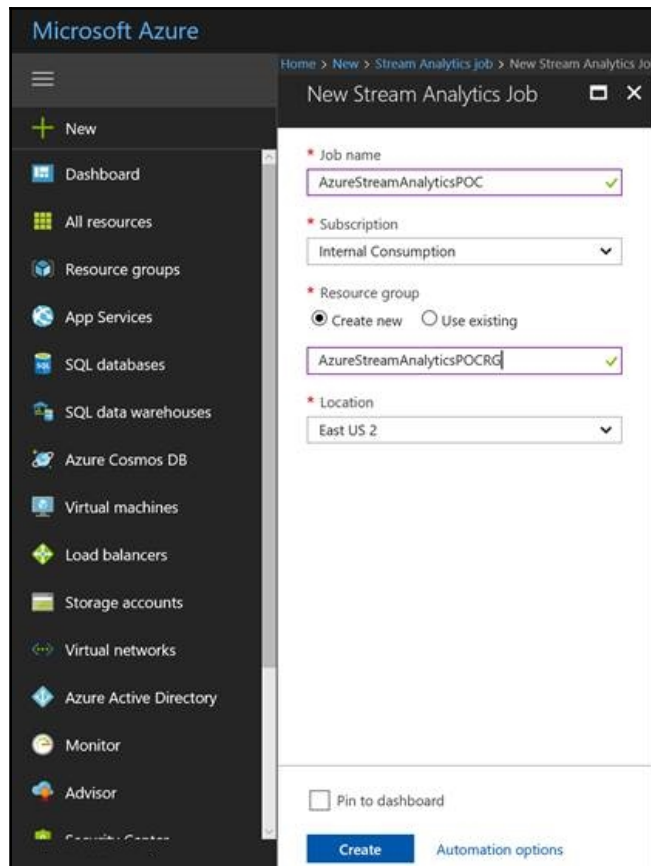 Microsoft Azure
Home > New > Stream Analytics job > New Stream Analytics Jo
New Stream Analytics Job
New
* Job name
AzureStreamAnalyticsPOC
* Subscription
Internal Consumption
* Resource group
Create new
Use existing
AzureStreamAnalyticsPOCRG
* Location
East US 2
Dashboard
All resources
Resource groups
App Services
SQL
SQL databases
SQL data warehouses
Azure Cosmos DB
Virtual machines
Load balancers
Storage accounts
Virtual networks
Azure Active Directory
Monitor
Advisor
Security Center
Pin to dashboard
Create
Automation options